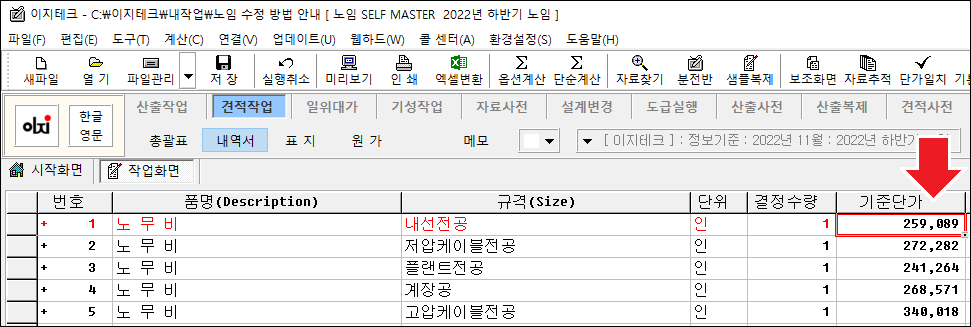 이지테크 - C:₩이지테크₩내작업₩노임 수정 방법 안내 [ 노임 SELF MASTER 2022년 하반기 노임 ]
파일(F) 편집(E) 도구(T) 계산(C) 연결(V) 업데이트(U) 웹하드(W) 콜 센터(A) 환경설정(S) 도움말(H)
새파일 열 기 파일관리 저 장 실행취소 미리보기 인 쇄 엑셀변환 옵션계산 단순계산 자료찾기 분전반 샘플복제 보조화면 자료추적 단가일치
산출작업 견적작업 일위대가 기성작업 자료사전 설계변경 도급실행 산출사전 산출복제 견적사전
한글
영문
총괄표 내역서 표 지 원 가 메모 [ 이지테크 ] : 정보기준 : 2022년 11월 : 2022년 하반기
시작화면 작업화면
번호 품명(Description) 규격(Size) 단위 결정수량 기준단가
+ 1 노 무 비 내선전공 인 1 259,089
+ 2 노 무 비 저압케이블전공 인 1 272,282
+ 3 노 무 비 플랜트전공 인 1 241,264
+ 4 노 무 비 계장공 인 1 268,571
+ 5 노 무 비 고압케이블전공 인 1 340,018